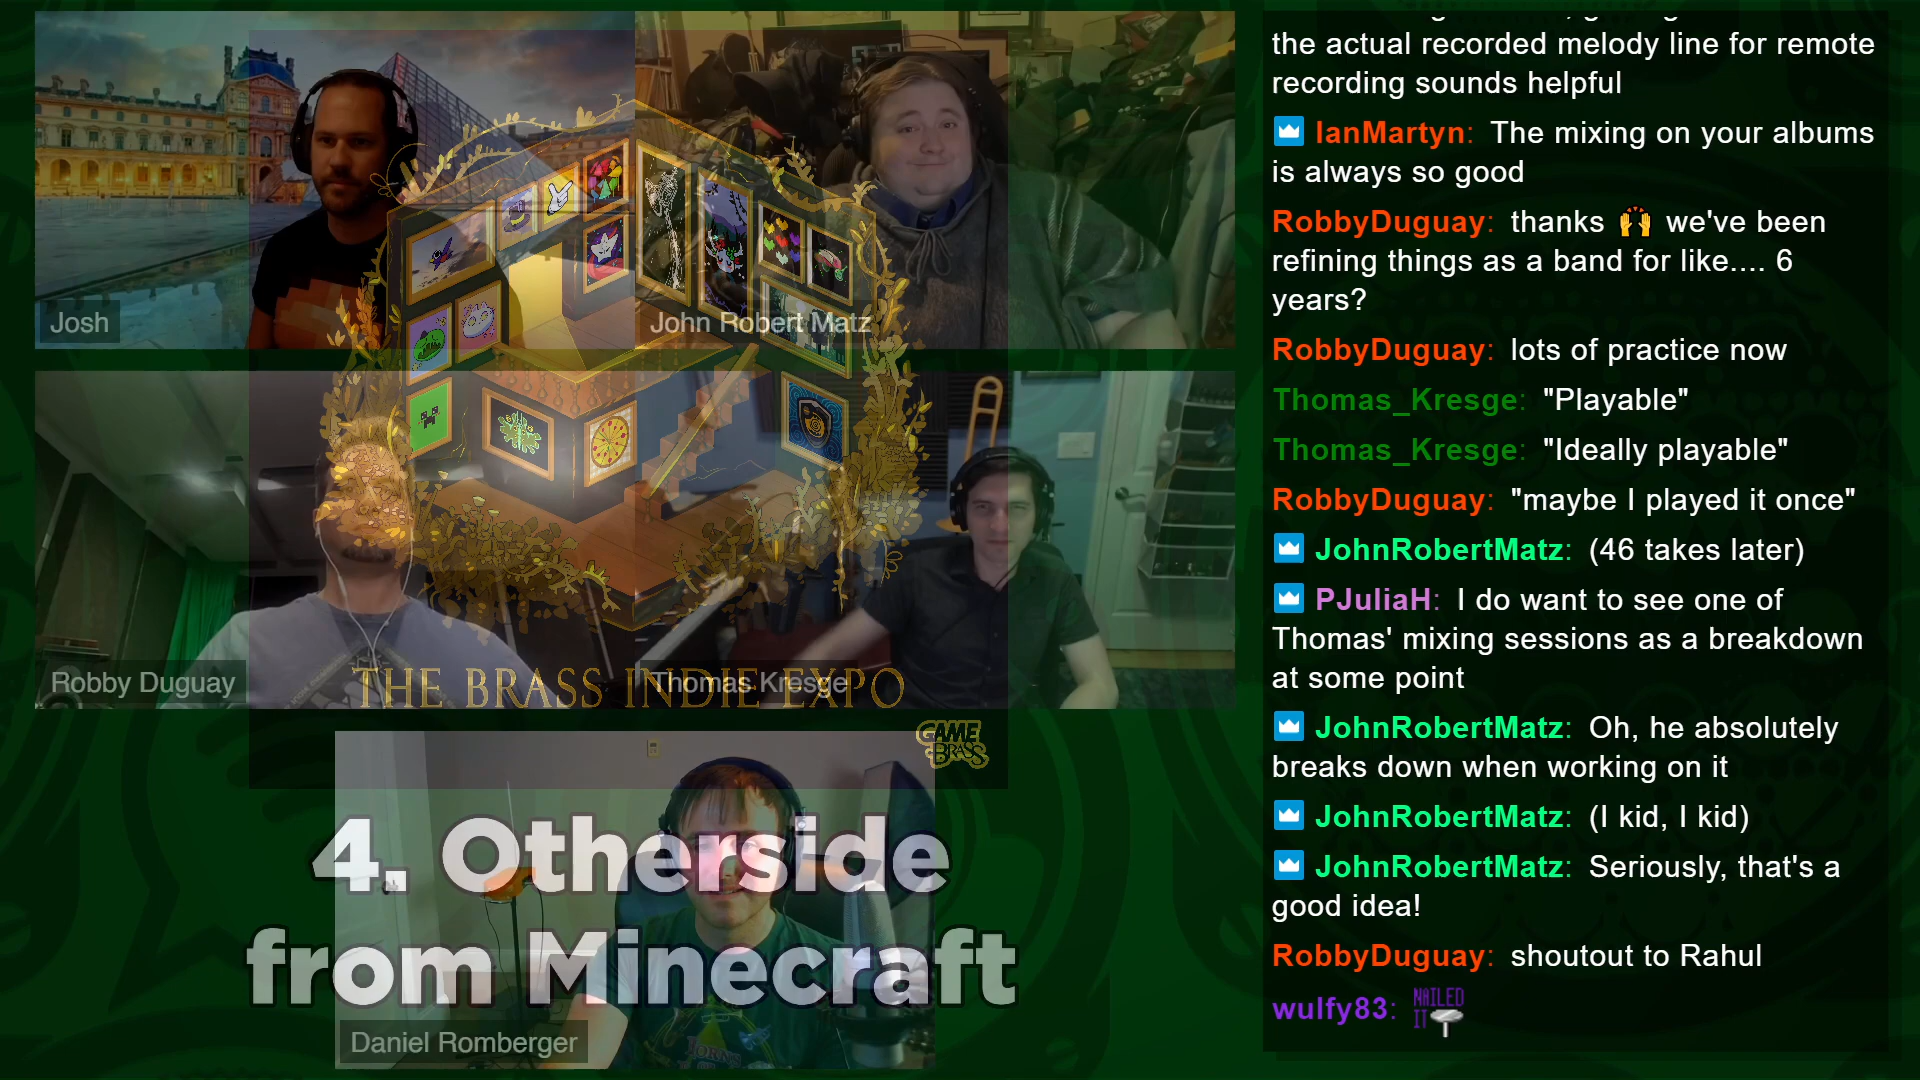 Josh
John Robert Matz
Robby Duguay
Thomas Kresge
THE BRASS INDIE EXPO
GAME
BRASS
4. Otherside
from Minecraft
Daniel Romberger
the actual recorded melody line for remote
recording sounds helpful
IanMartyn: The mixing on your albums
is always so good
RobbyDuguay: thanks 🙌 we've been
refining things as a band for like.... 6
years?
RobbyDuguay: lots of practice now
Thomas_Kresge: "Playable"
Thomas_Kresge: "Ideally playable"
RobbyDuguay: "maybe I played it once"
JohnRobertMatz: (46 takes later)
PJuliaH: I do want to see one of
Thomas' mixing sessions as a breakdown
at some point
JohnRobertMatz: Oh, he absolutely
breaks down when working on it
JohnRobertMatz: (I kid, I kid)
JohnRobertMatz: Seriously, that's a
good idea!
RobbyDuguay: shoutout to Rahul
wulfy83: NAILED
IT